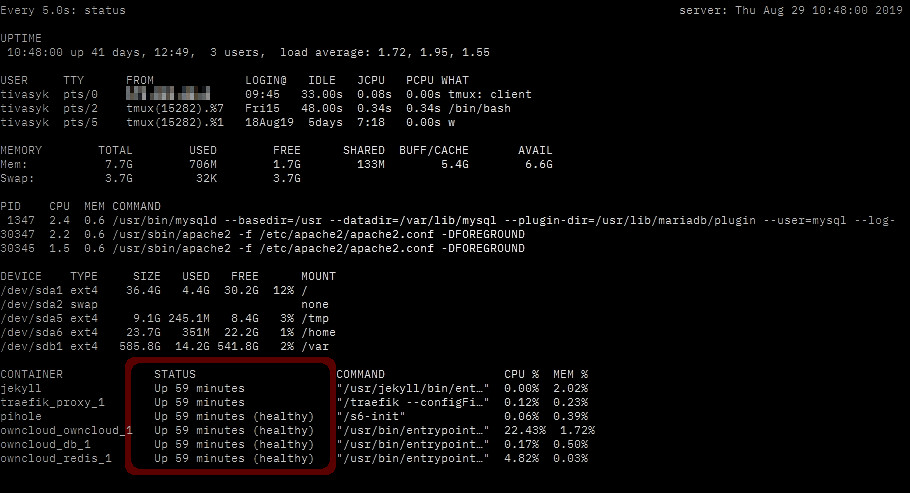 Every 5.0s: status server: Thu Aug 29 10:48:00 2019
UPTIME
10:48:00 up 41 days, 12:49, 3 users, load average: 1.72, 1.95, 1.55
USER TTY FROM LOGIN@ IDLE JCPU PCPU WHAT
tivasyk pts/0 09:45 33.00s 0.08s 0.00s tmux: client
tivasyk pts/2 tmux(15282).%7 Fri15 48.00s 0.34s 0.34s /bin/bash
tivasyk pts/5 tmux(15282).%1 18Aug19 5days 7:18 0.00s w
MEMORY TOTAL USED FREE SHARED BUFF/CACHE AVAIL
Mem: 7.7G 706M 1.7G 133M 5.4G 6.6G
Swap: 3.7G 32K 3.7G
PID CPU MEM COMMAND
1347 2.4 0.6 /usr/bin/mysqld --basedir=/usr --datadir=/var/lib/mysql --plugin-dir=/usr/lib/mariadb/plugin --user=mysql --log-
30347 2.2 0.6 /usr/sbin/apache2 -f /etc/apache2/apache2.conf -DFOREGROUND
30345 1.5 0.6 /usr/sbin/apache2 -f /etc/apache2/apache2.conf -DFOREGROUND
DEVICE TYPE SIZE USED FREE MOUNT
/dev/sda1 ext4 36.4G 4.4G 30.2G 12% /
/dev/sda2 swap none
/dev/sda5 ext4 9.1G 245.1M 8.4G 3% /tmp
/dev/sda6 ext4 23.7G 351M 22.2G 1% /home
/dev/sdb1 ext4 585.8G 14.2G 541.8G 2% /var
CONTAINER STATUS COMMAND CPU % MEM %
jekyll Up 59 minutes "/usr/jekyll/bin/ent…" 0.00% 2.02%
traefik_proxy_1 Up 59 minutes "/traefik --configFi…" 0.12% 0.23%
pihole Up 59 minutes (healthy) "/s6-init" 0.06% 0.39%
owncloud_owncloud_1 Up 59 minutes (healthy) "/usr/bin/entrypoint…" 22.43% 1.72%
owncloud_db_1 Up 59 minutes (healthy) "/usr/bin/entrypoint…" 0.17% 0.50%
owncloud_redis_1 Up 59 minutes (healthy) "/usr/bin/entrypoint…" 4.82% 0.03%